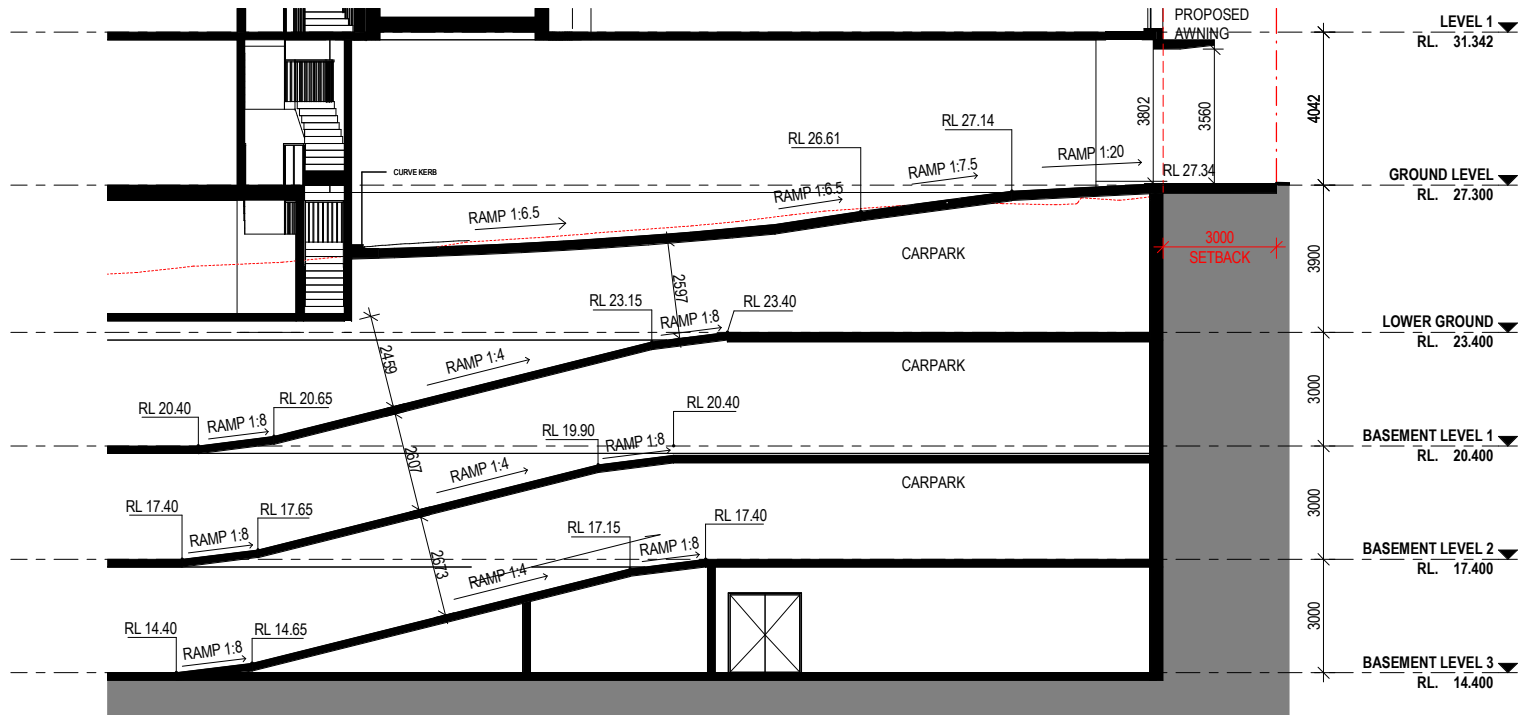 PROPOSED
AWNING
LEVEL 1
RL. 31.342
3802
3560
4042
RL 27.14
RL 26.61
RAMP 1:20
RAMP 1:7.5
RL 27.34
GROUND LEVEL
RL. 27.300
CURVE KERB
RAMP 1:6.5
RAMP 1:6.5
3000
SETBACK
CARPARK
3900
2597
RL 23.15
RL 23.40
RAMP 1:8
LOWER GROUND
RL. 23.400
2459
RAMP 1:4
CARPARK
3000
RL 20.40
RL 20.65
RAMP 1:8
RL 20.40
RL 19.90
RAMP 1:8
BASEMENT LEVEL 1
RL. 20.400
2607
RAMP 1:4
CARPARK
3000
RL 17.40
RL 17.65
RAMP 1:8
RL 17.15
RL 17.40
RAMP 1:8
BASEMENT LEVEL 2
RL. 17.400
2673
RAMP 1:4
3000
RL 14.40
RL 14.65
RAMP 1:8
BASEMENT LEVEL 3
RL. 14.400